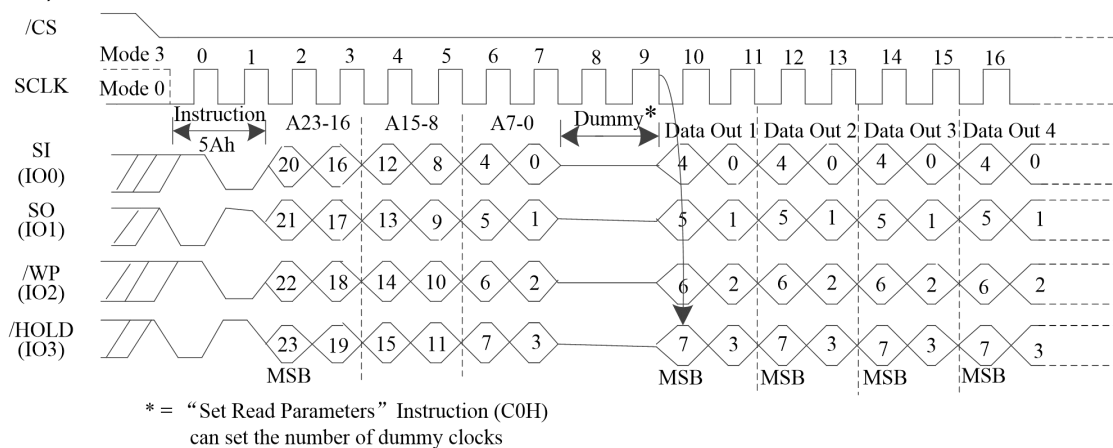 /CS
Mode 3 0 1 2 3 4 5 6 7 8 9 10 11 12 13 14 15 16
SCLK Mode 0
Instruction A23-16 A15-8 A7-0 Dummy* Data Out 1 Data Out 2 Data Out 3 Data Out 4
5Ah
SI 20 16 12 8 4 0 4 0 4 0 4 0 4 0
(IO0)
SO 21 17 13 9 5 1 5 1 5 1 5 1 5 1
(IO1)
/WP 22 18 14 10 6 2 6 2 6 2 6 2 6 2
(IO2)
/HOLD 23 19 15 11 7 3 7 3 7 3 7 3 7 3
(IO3)
MSB MSB MSB MSB MSB
* = “Set Read Parameters” Instruction (C0H)
can set the number of dummy clocks